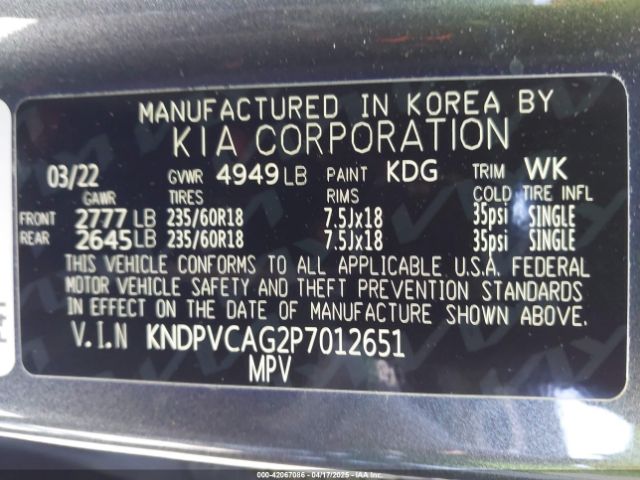 MANUFACTURED IN KOREA BY
KIA CORPORATION
03/22 GVWR 4949 LB PAINT KDG TRIM WK
GAWR TIRES RIMS COLD TIRE INFL
FRONT 2777 LB 235/60R18 7.5Jx18 35psi SINGLE
REAR 2645 LB 235/60R18 7.5Jx18 35psi SINGLE
THIS VEHICLE CONFORMS TO ALL APPLICABLE U.S.A. FEDERAL
MOTOR VEHICLE SAFETY AND THEFT PREVENTION STANDARDS
IN EFFECT ON THE DATE OF MANUFACTURE SHOWN ABOVE.
V.I.N KNDPVCAG2P7012651
MPV
000-42067086 - 04/17/2025 - IAAI.CA